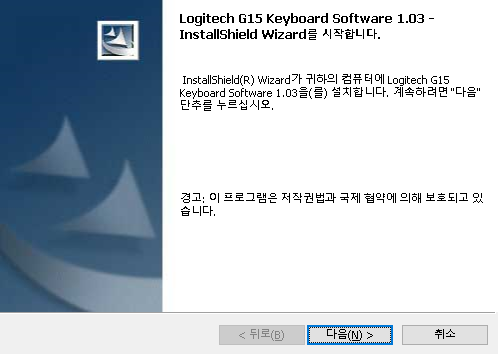 Logitech G15 Keyboard Software 1.03 -
InstallShield Wizard를 시작합니다.
InstallShield(R) Wizard가 귀하의 컴퓨터에 Logitech G15
Keyboard Software 1.03을(를) 설치합니다. 계속하려면 "다음"
단추를 누르십시오.
경고: 이 프로그램은 저작권법과 국제 협약에 의해 보호되고 있
습니다.
< 뒤로(B)
다음(N) >
취소